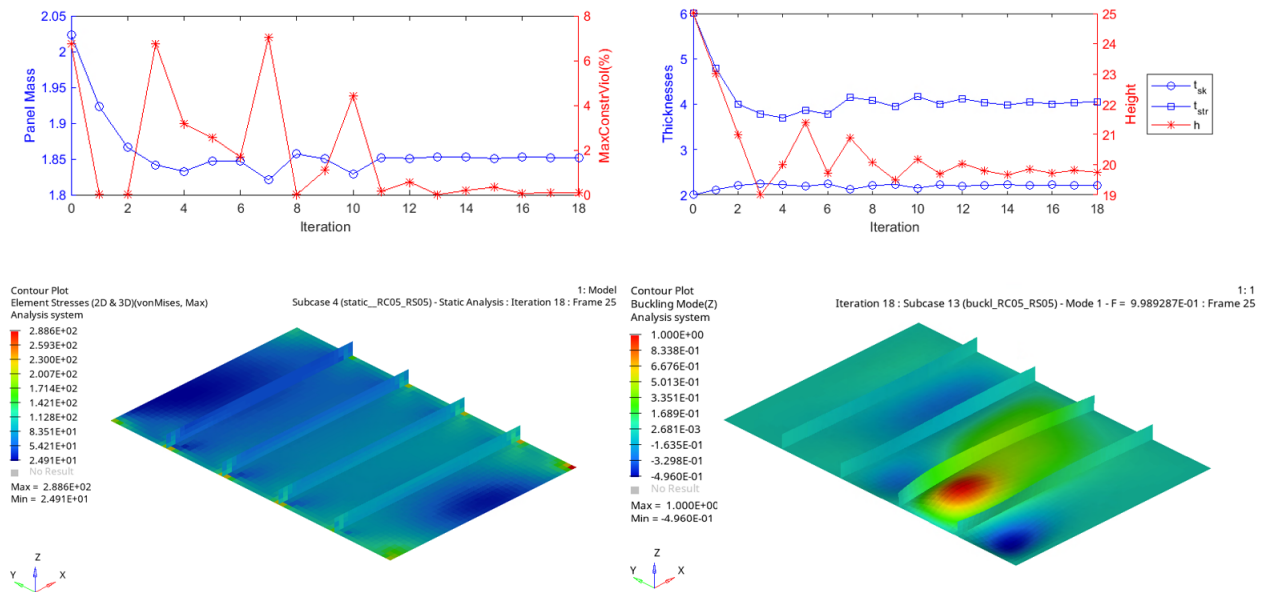 2.05
2
1.95
1.9
1.85
1.8
Panel Mass
0 2 4 6 8 10 12 14 16 18
Iteration
8
6
4
2
0
MaxConstrViol(%)
6
5
4
3
2
Thicknesses
0 2 4 6 8 10 12 14 16 18
Iteration
25
24
23
22
21
20
19
Height
t_sk
t_str
h
Contour Plot
Element Stresses (2D & 3D)(vonMises, Max)
Analysis system
1: Model
Subcase 4 (static__RC05_RS05) - Static Analysis : Iteration 18 : Frame 25
2.886E+02
2.593E+02
2.300E+02
2.007E+02
1.714E+02
1.421E+02
1.128E+02
8.351E+01
5.421E+01
2.491E+01
No Result
Max = 2.886E+02
Min = 2.491E+01
Z
Y X
Contour Plot
Buckling Mode(Z)
Analysis system
1: 1
Iteration 18 : Subcase 13 (buckl_RC05_RS05) - Mode 1 - F = 9.989287E-01 : Frame 25
1.000E+00
8.338E-01
6.676E-01
5.013E-01
3.351E-01
1.689E-01
2.681E-03
-1.635E-01
-3.298E-01
-4.960E-01
No Result
Max = 1.000E+00
Min = -4.960E-01
Z
Y X